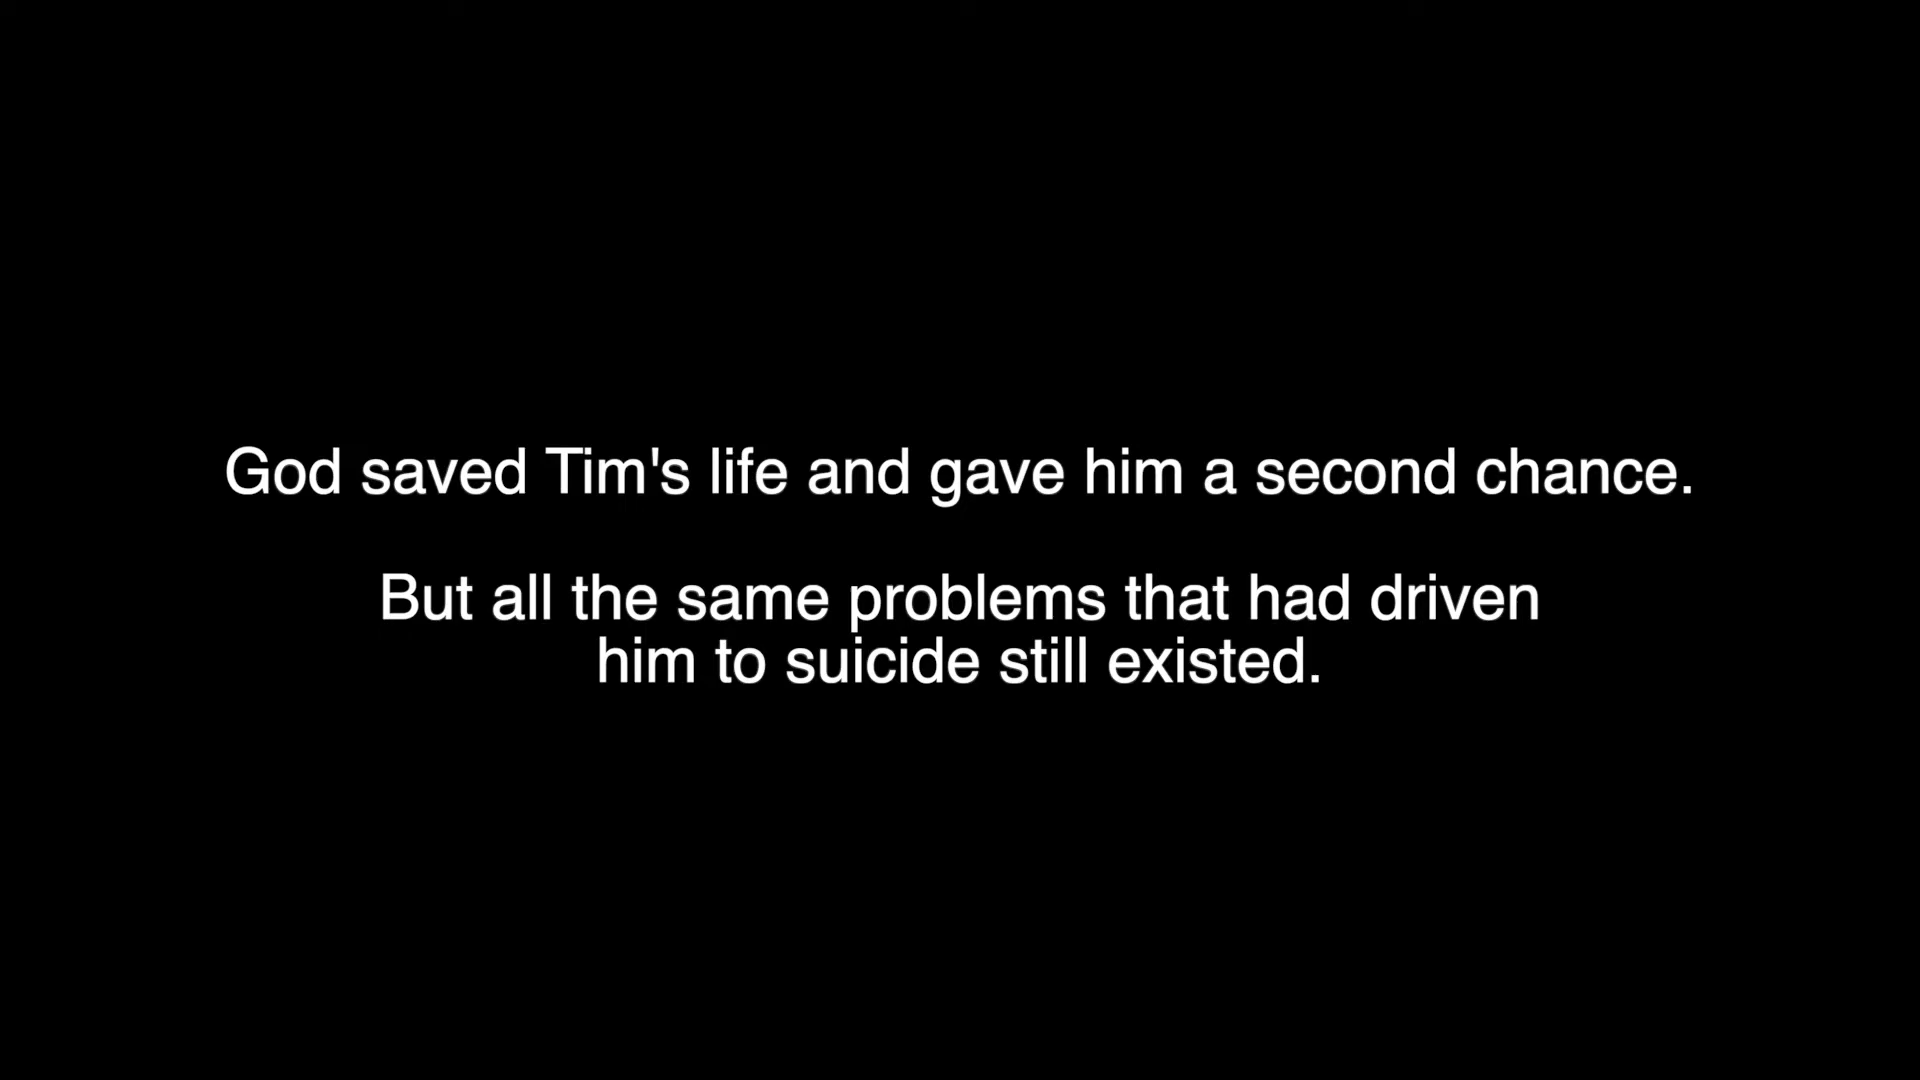 God saved Tim's life and gave him a second chance.
But all the same problems that had driven
him to suicide still existed.